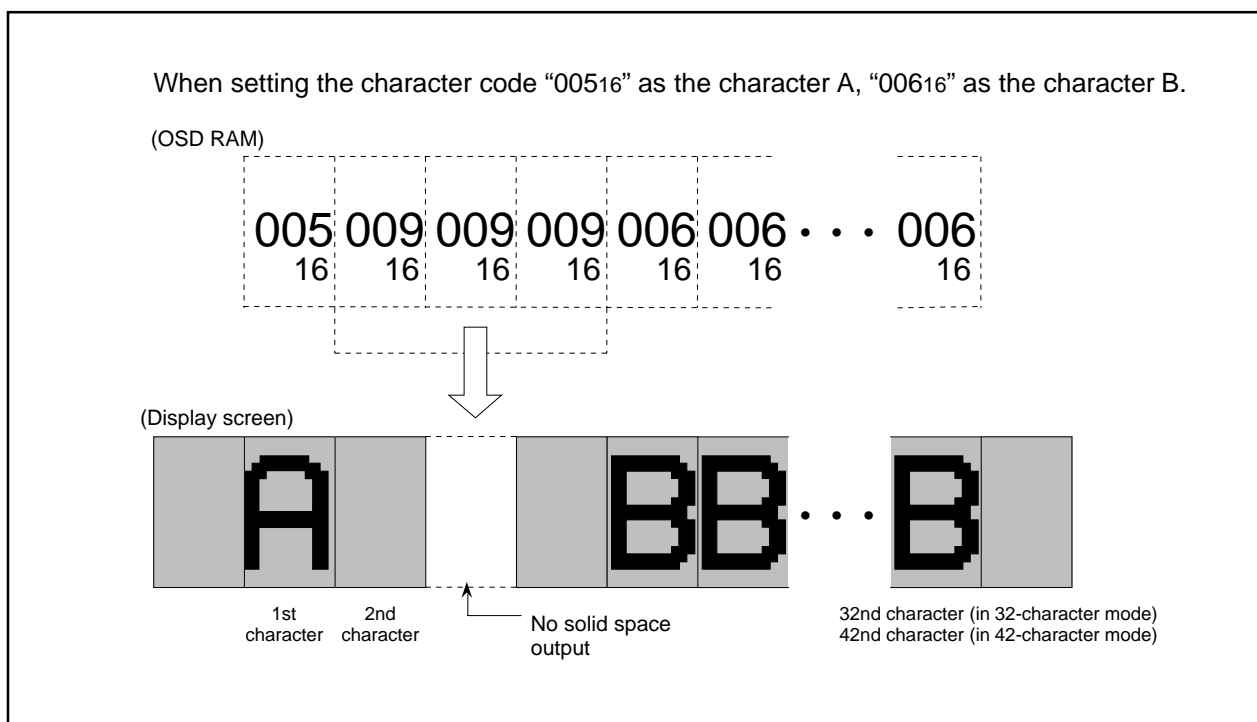 When setting the character code “00516” as the character A, “00616” as the character B.
(OSD RAM)
005 009 009 009 006 006 • • • 006
16 16 16 16 16 16 16
(Display screen)
A B B • • • B
1st character
2nd character
No solid space
output
32nd character (in 32-character mode)
42nd character (in 42-character mode)